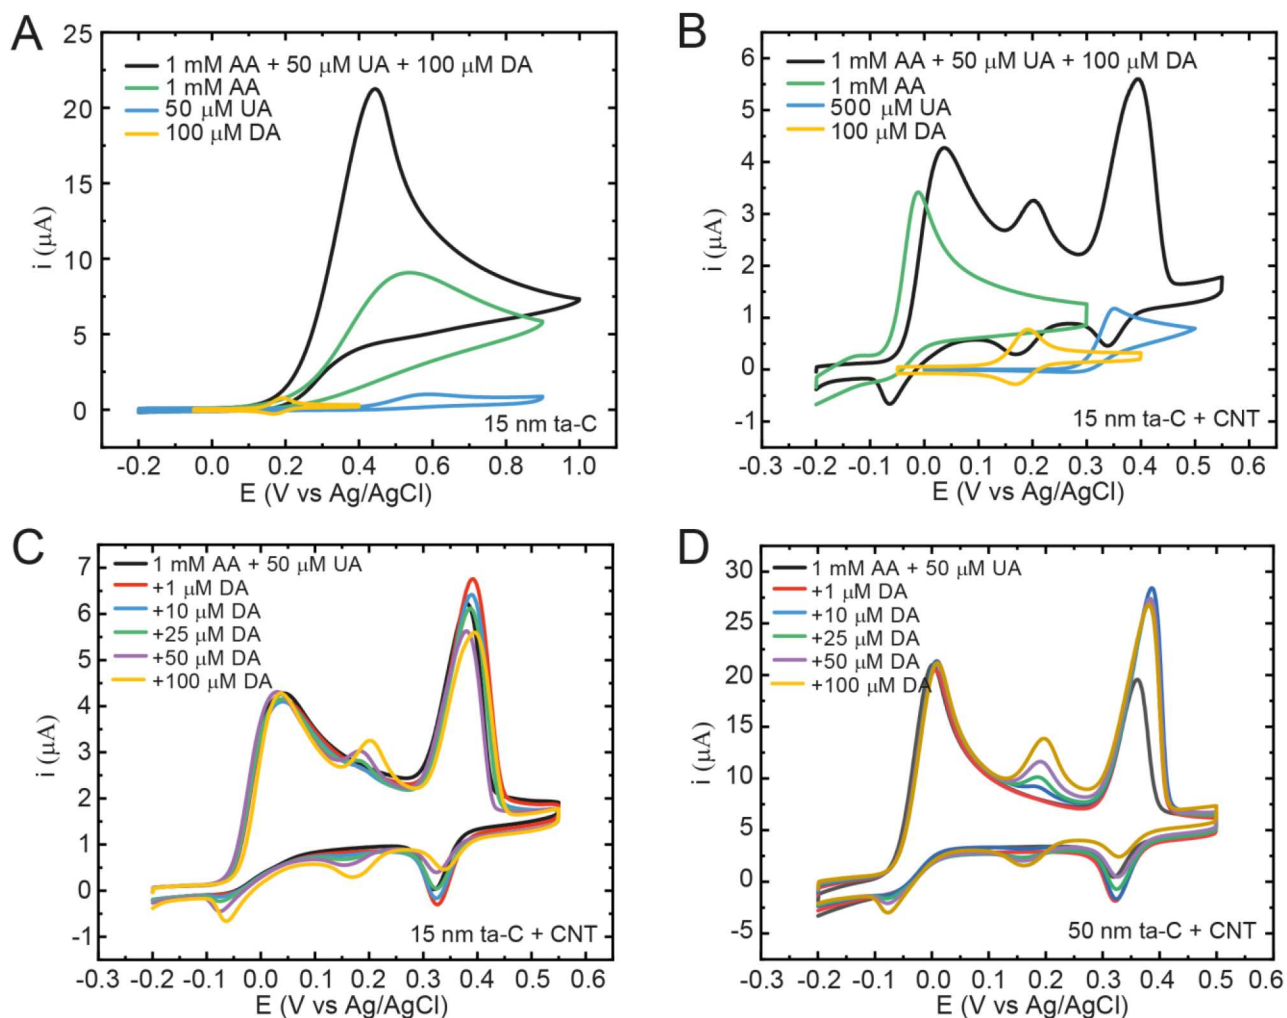 A
25
20
15
10
5
0
i (μA)
1 mM AA + 50 μM UA + 100 μM DA
1 mM AA
50 μM UA
100 μM DA
15 nm ta-C
-0.2 0.0 0.2 0.4 0.6 0.8 1.0
E (V vs Ag/AgCl)
B
6
5
4
3
2
1
0
-1
i (μA)
1 mM AA + 50 μM UA + 100 μM DA
1 mM AA
500 μM UA
100 μM DA
15 nm ta-C + CNT
-0.3 -0.2 -0.1 0.0 0.1 0.2 0.3 0.4 0.5 0.6
E (V vs Ag/AgCl)
C
7
6
5
4
3
2
1
0
-1
i (μA)
1 mM AA + 50 μM UA
+1 μM DA
+10 μM DA
+25 μM DA
+50 μM DA
+100 μM DA
15 nm ta-C + CNT
-0.3 -0.2 -0.1 0.0 0.1 0.2 0.3 0.4 0.5 0.6
E (V vs Ag/AgCl)
D
30
25
20
15
10
5
0
-5
i (μA)
1 mM AA + 50 μM UA
+1 μM DA
+10 μM DA
+25 μM DA
+50 μM DA
+100 μM DA
50 nm ta-C + CNT
-0.3 -0.2 -0.1 0.0 0.1 0.2 0.3 0.4 0.5 0.6
E (V vs Ag/AgCl)